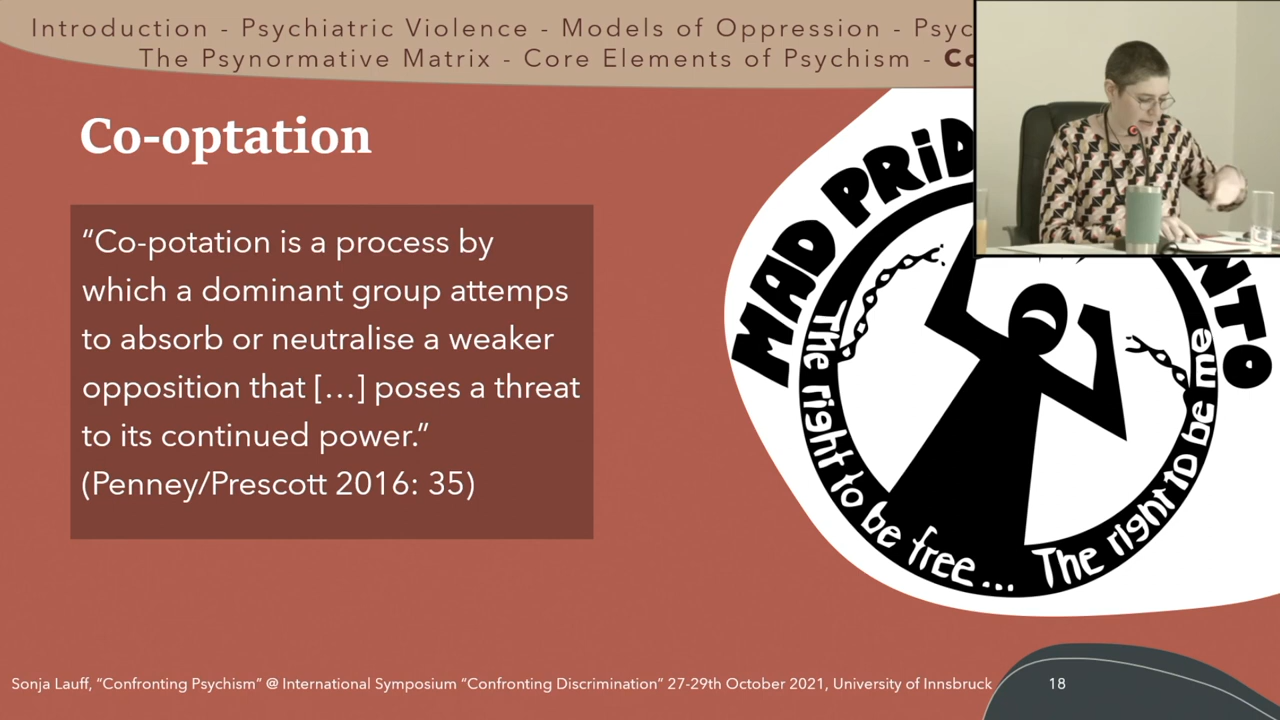 Introduction - Psychiatric Violence - Models of Oppression -
The Psynormative Matrix - Core Elements of Psychism -
Co-optation
“Co-potation is a process by
which a dominant group attemps
to absorb or neutralise a weaker
opposition that […] poses a threat
to its continued power.”
(Penney/Prescott 2016: 35)
MAD PRiD
NTO
The right to be free... The right to be me
Sonja Lauff, “Confronting Psychism” @ International Symposium “Confronting Discrimination” 27-29th October 2021, University of Innsbruck
18